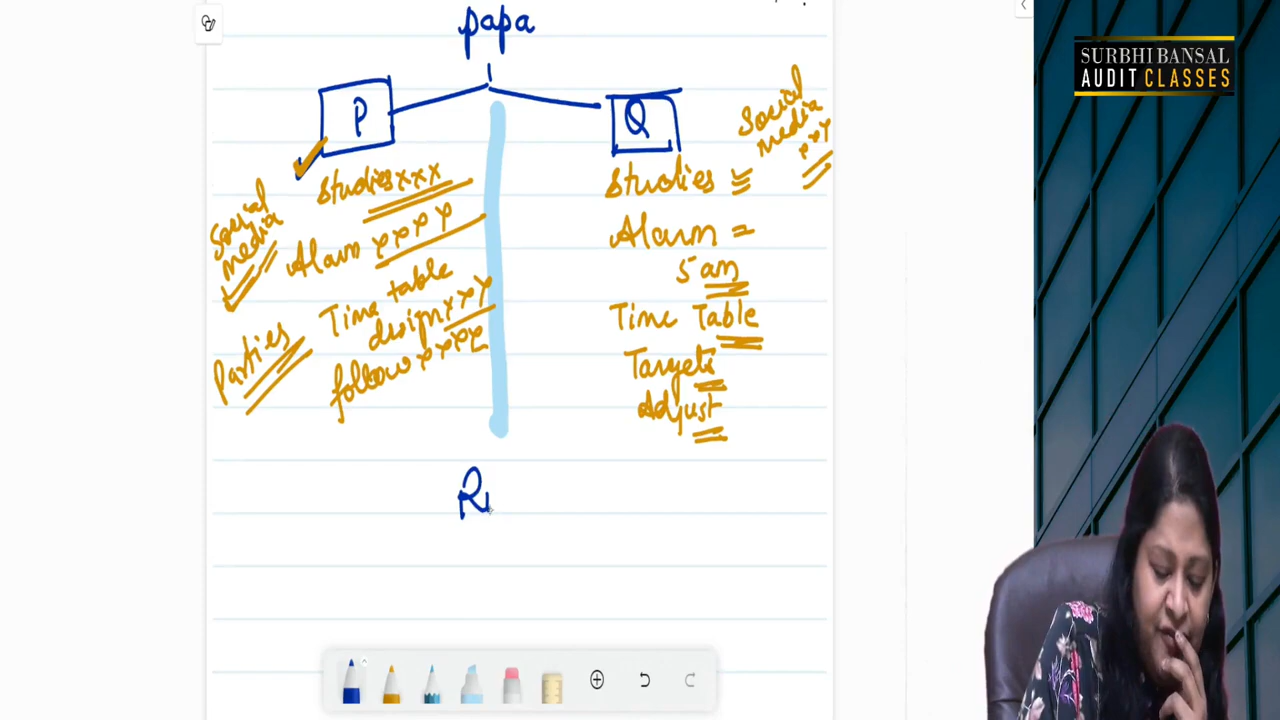 papa
P
Q
Studies xxx
Alarm xxxx
Time table
design xxx
follow xxxx
Social
media
Parties
Studies
Alarm =
5 am
Time Table
Targets
Adjust
Social
media
xxx
R
SURBHI BANSAL
AUDIT CLASSES